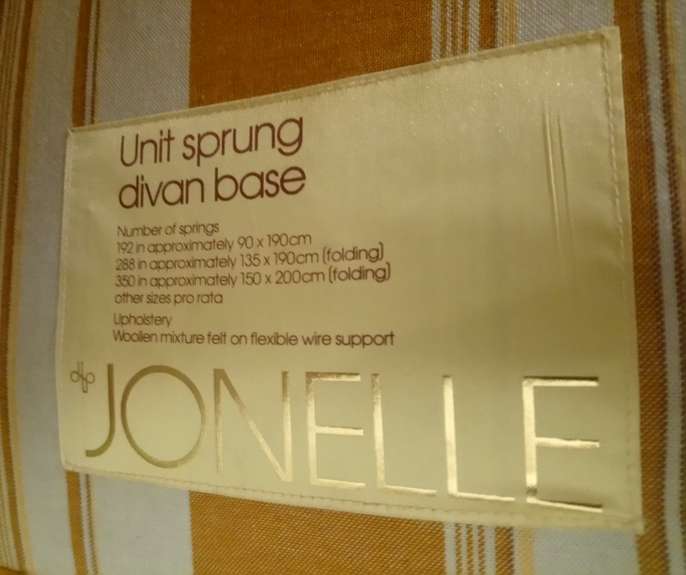 Unit sprung
divan base
Number of springs
192 in approximately 90 x 190cm
288 in approximately 135 x 190cm (folding)
350 in approximately 150 x 200cm (folding)
other sizes pro rata
Upholstery
Woollen mixture felt on flexible wire support
JONELLE